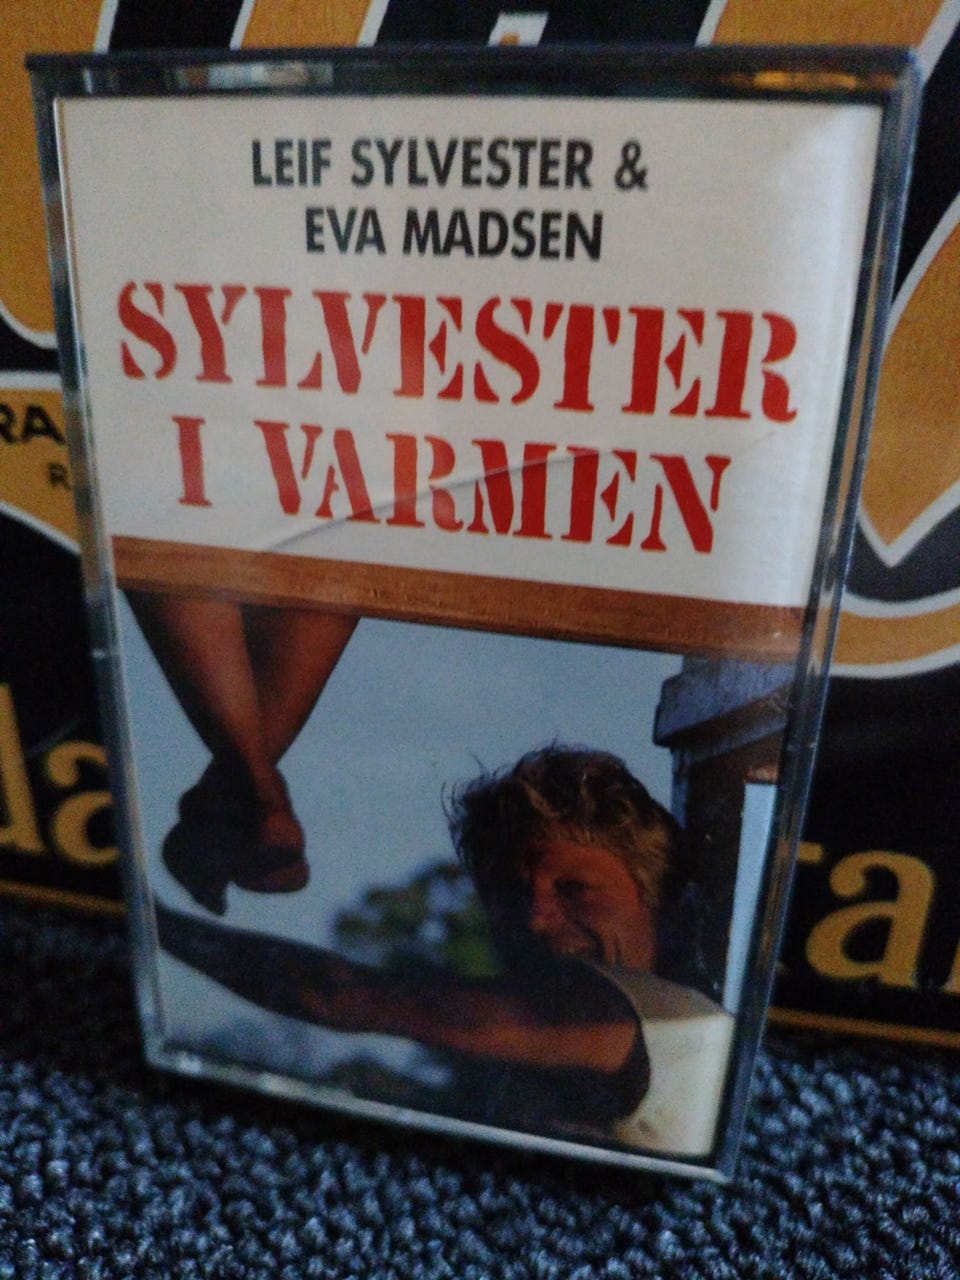 LEIF SYLVESTER &
EVA MADSEN
SYLVESTER
I VARMEN